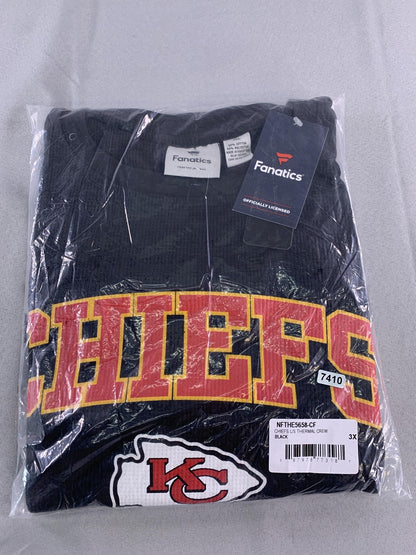 Fanatics
Fanatics
OFFICIALLY LICENSED
CHIEFS
7410
NFTHE5658-CF
CHIEFS L/S THERMAL CREW
BLACK 3X
KC